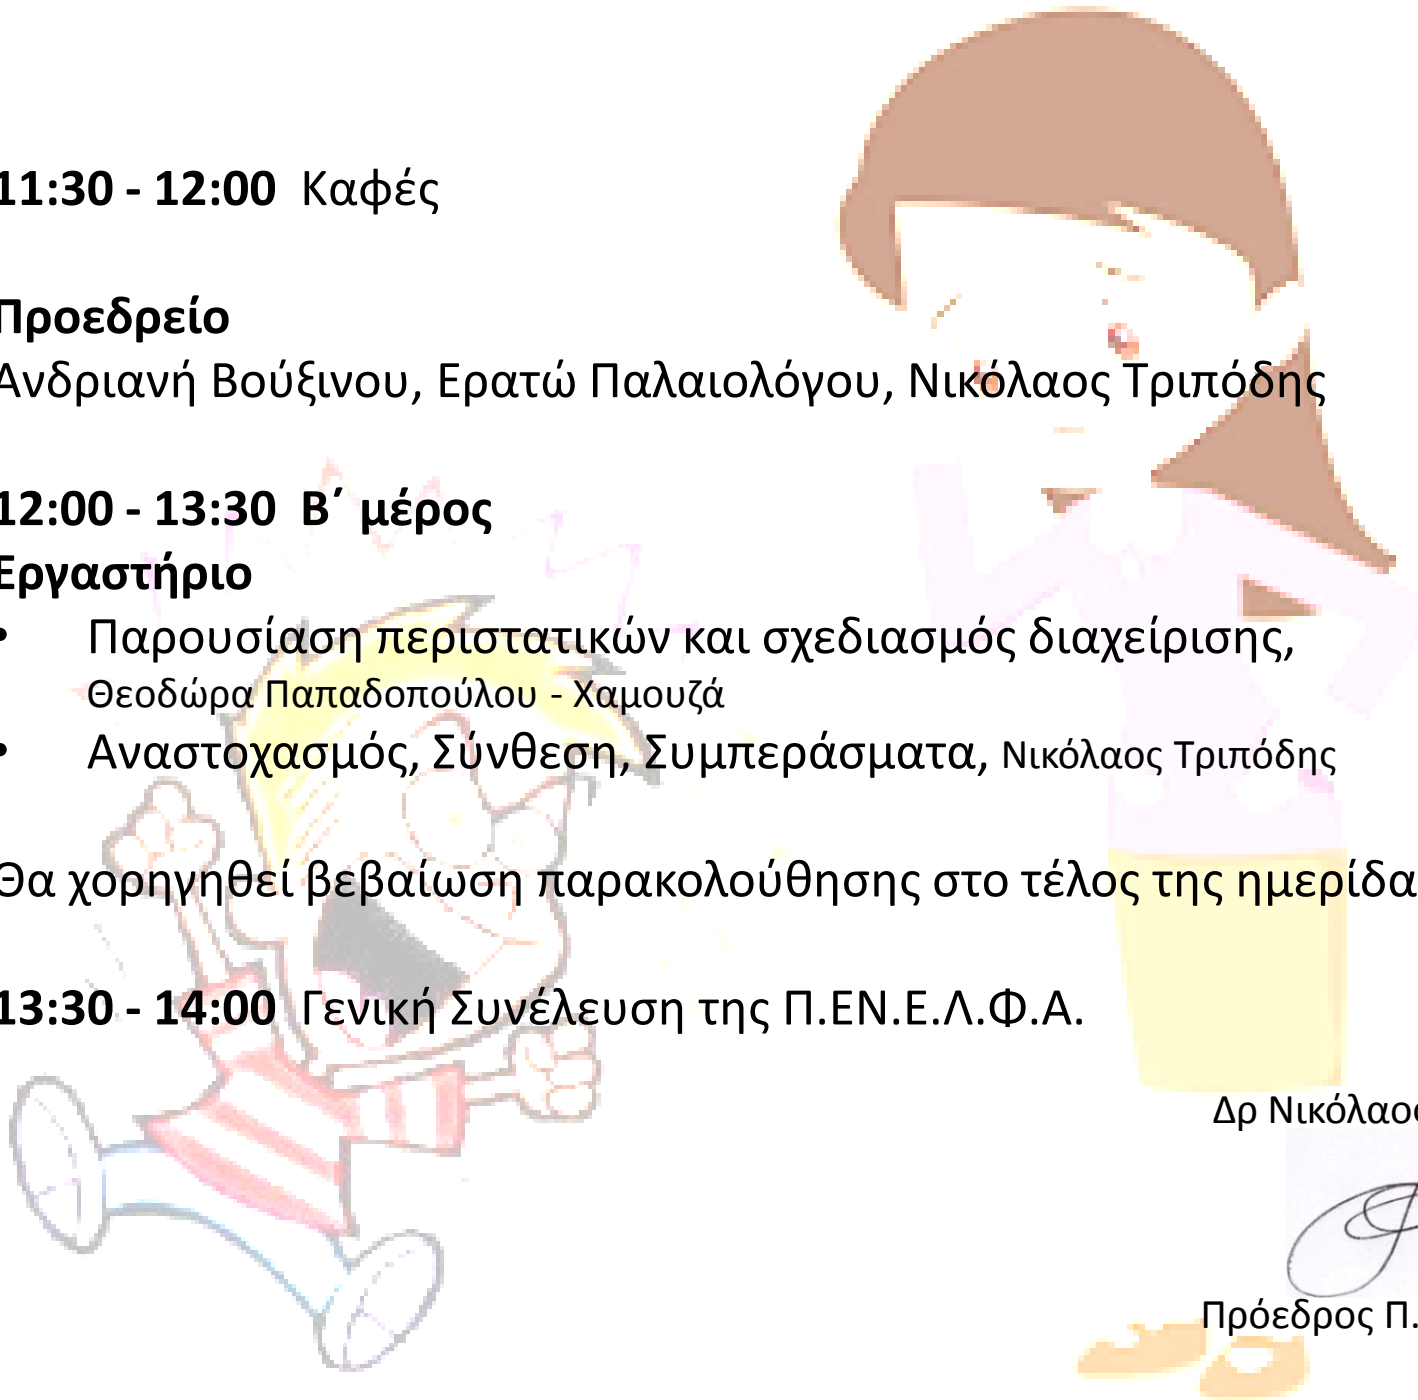 11:30 - 12:00 Καφές
Προεδρείο
Ανδριανή Βούξινου, Ερατώ Παλαιολόγου, Νικόλαος Τριπόδης
12:00 - 13:30 Β΄ μέρος
Εργαστήριο
• Παρουσίαση περιστατικών και σχεδιασμός διαχείρισης,
Θεοδώρα Παπαδοπούλου - Χαμουζά
• Αναστοχασμός, Σύνθεση, Συμπεράσματα, Νικόλαος Τριπόδης
Θα χορηγηθεί βεβαίωση παρακολούθησης στο τέλος της ημερίδα
13:30 - 14:00 Γενική Συνέλευση της Π.ΕΝ.Ε.Λ.Φ.Α.
Δρ Νικόλαος
Πρόεδρος Π.